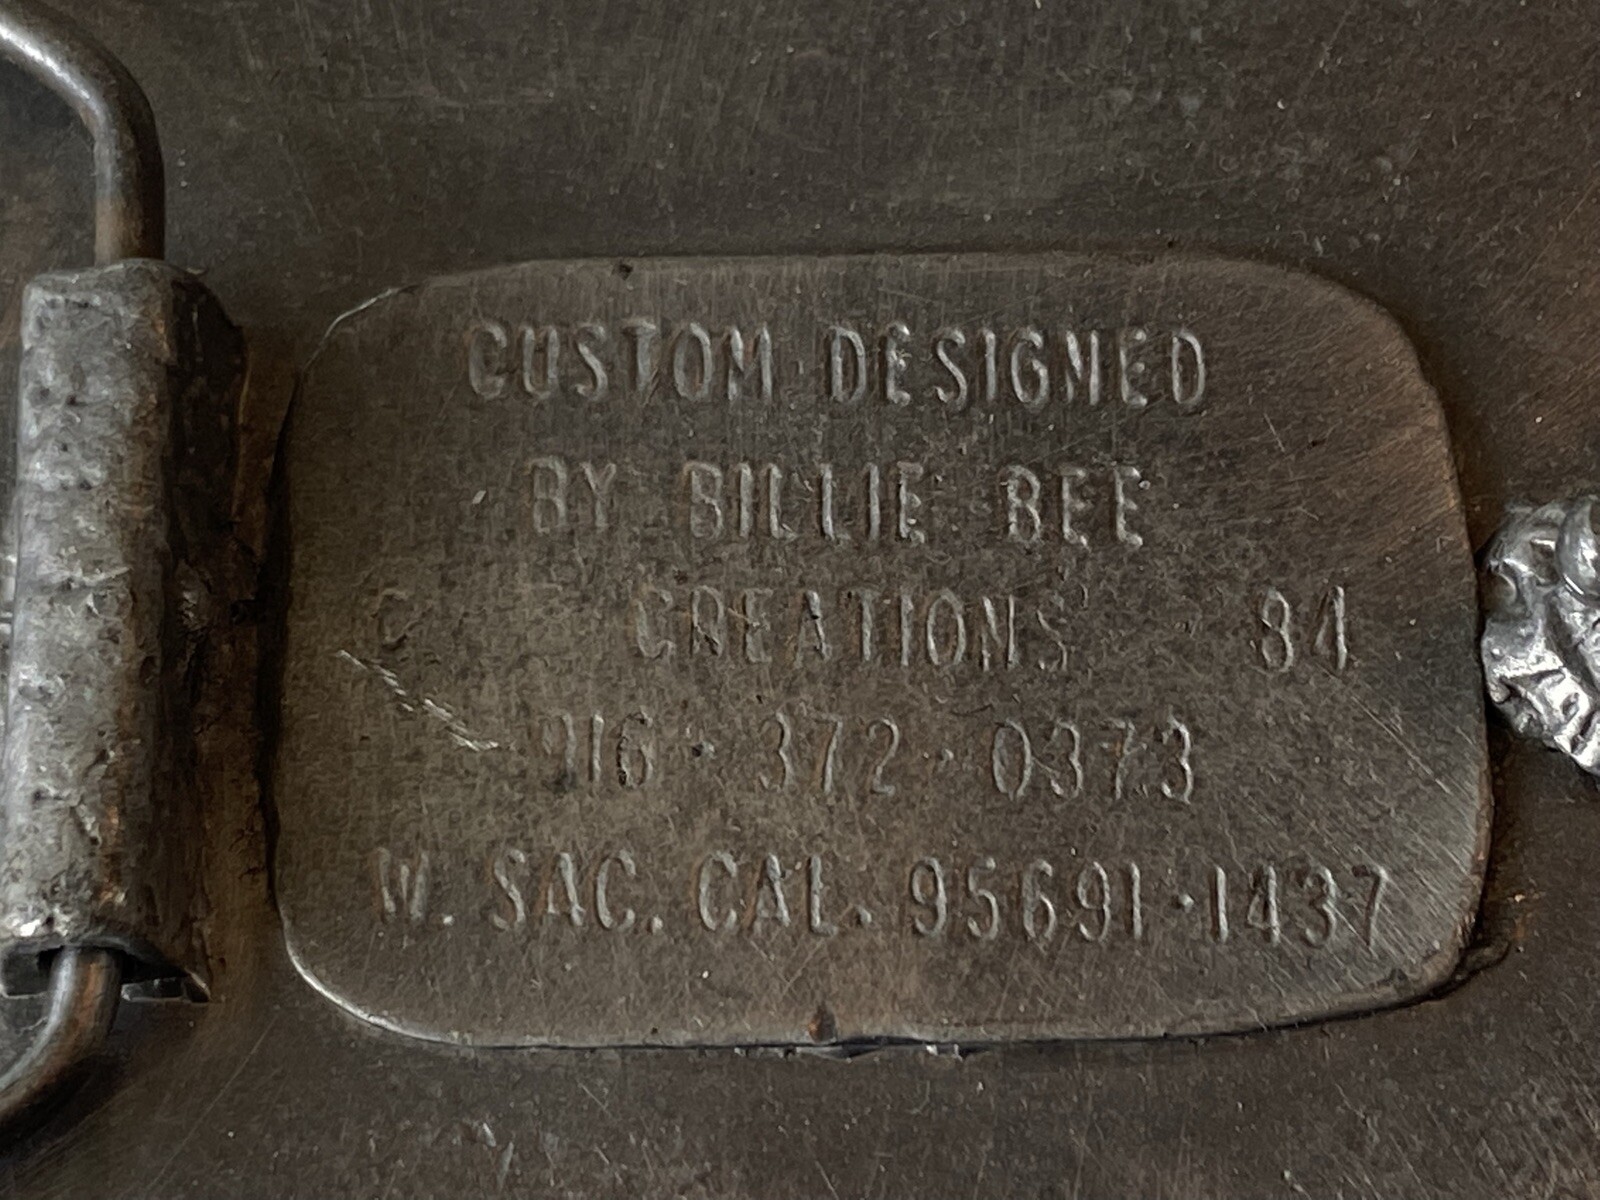 CUSTOM DESIGNED
BY BILLIE BEE
C CREATIONS 84
916 · 372 · 0373
W. SAC. CAL. 95691 · 1437